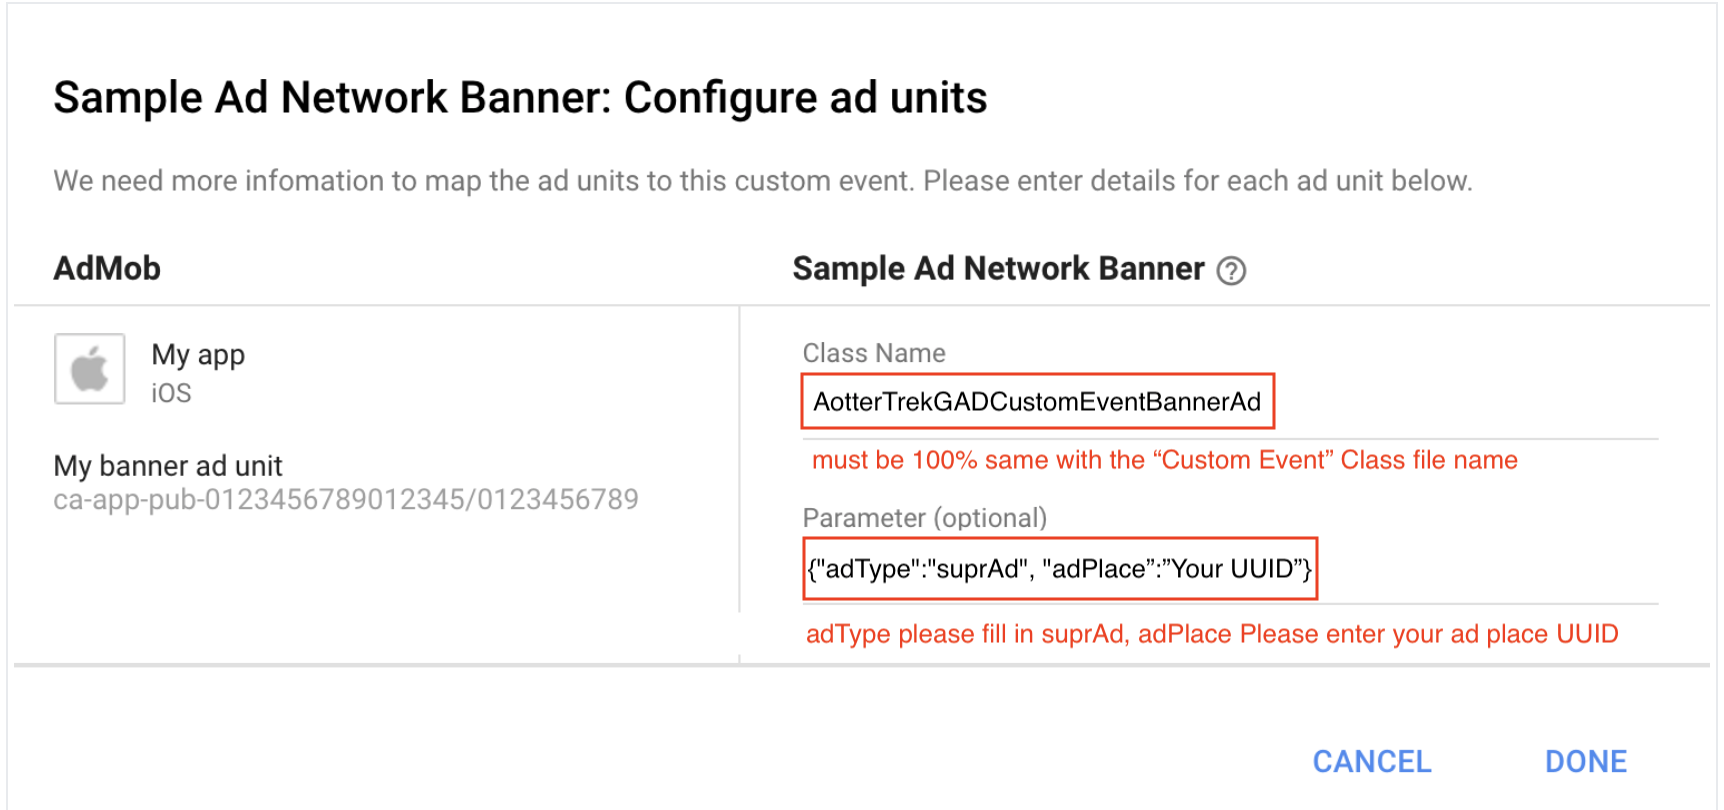 Sample Ad Network Banner: Configure ad units
We need more infomation to map the ad units to this custom event. Please enter details for each ad unit below.
AdMob
Sample Ad Network Banner ?
My app
iOS
My banner ad unit
ca-app-pub-0123456789012345/0123456789
Class Name
AotterTrekGADCustomEventBannerAd
must be 100% same with the “Custom Event” Class file name
Parameter (optional)
{"adType":"suprAd", "adPlace”:”Your UUID”}
adType please fill in suprAd, adPlace Please enter your ad place UUID
CANCEL
DONE